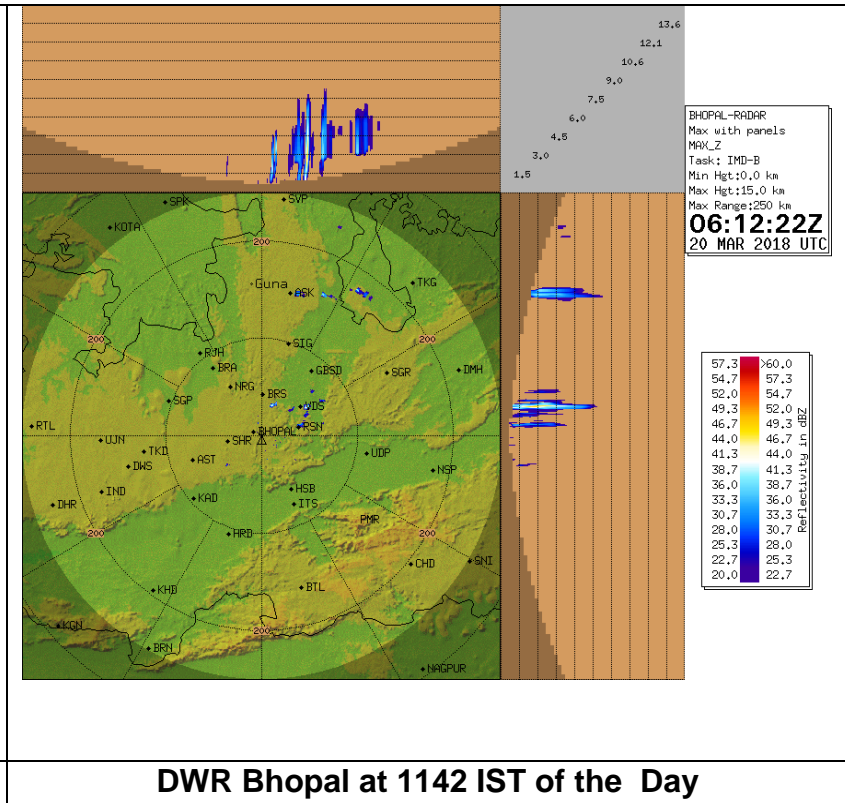 13.6
12.1
10.6
9.0
7.5
6.0
4.5
3.0
1.5
BHOPAL-RADAR
Max with panels
MAX_Z
Task: IMD-B
Min Hgt:0.0 km
Max Hgt:15.0 km
Max Range:250 km
06:12:22Z
20 MAR 2018 UTC
SPK
SVP
KOTA
200
Guna
ASK
TKG
200
200
RJH
SIG
BRA
GBSD
SGR
DMH
NRG
BRS
SGP
VDS
RTL
BHOPAL
RSN
UJN
SHR
TKD
UDP
DWS
AST
NSP
IND
KAD
HSB
DHR
ITS
PMR
200
HRD
200
CHD
SNI
KHD
BTL
KGN
200
BRN
NAGPUR
57.3 >60.0
54.7 57.3
52.0 54.7
49.3 52.0
46.7 49.3
44.0 46.7
41.3 44.0
38.7 41.3
36.0 38.7
33.3 36.0
30.7 33.3
28.0 30.7
25.3 28.0
22.7 25.3
20.0 22.7
Reflectivity in dBZ
DWR Bhopal at 1142 IST of the Day